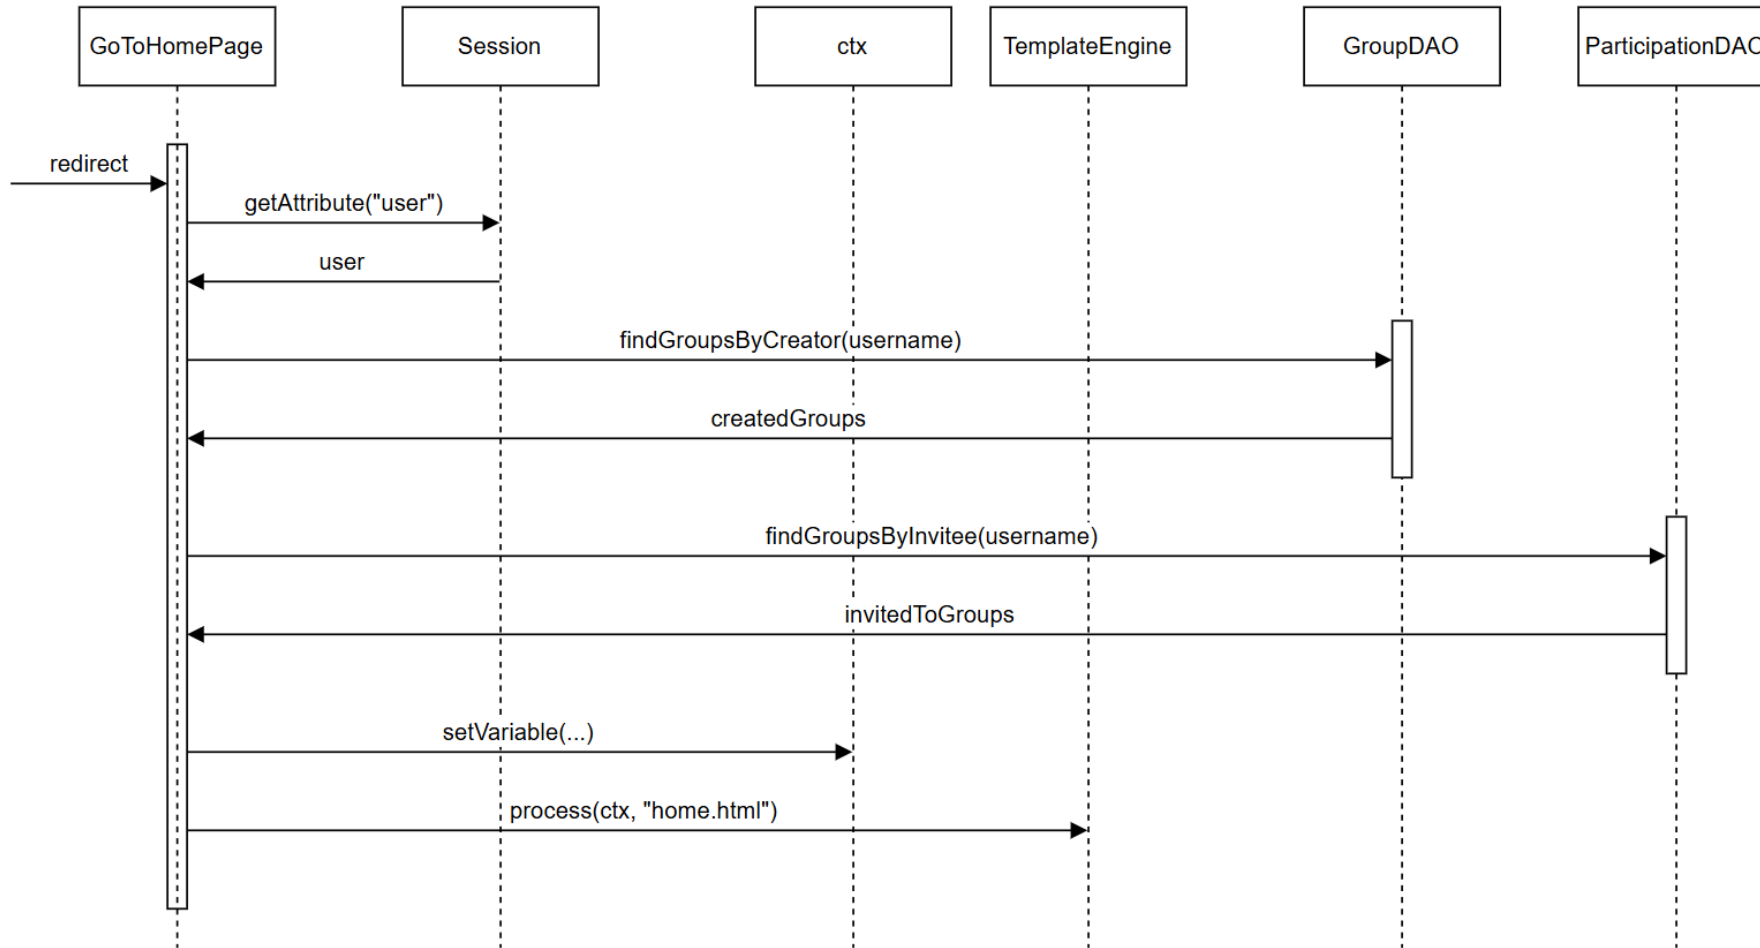 GoToHomePage
Session
ctx
TemplateEngine
GroupDAO
ParticipationDAO
redirect
getAttribute("user")
user
findGroupsByCreator(username)
createdGroups
findGroupsByInvitee(username)
invitedToGroups
setVariable(...)
process(ctx, "home.html")